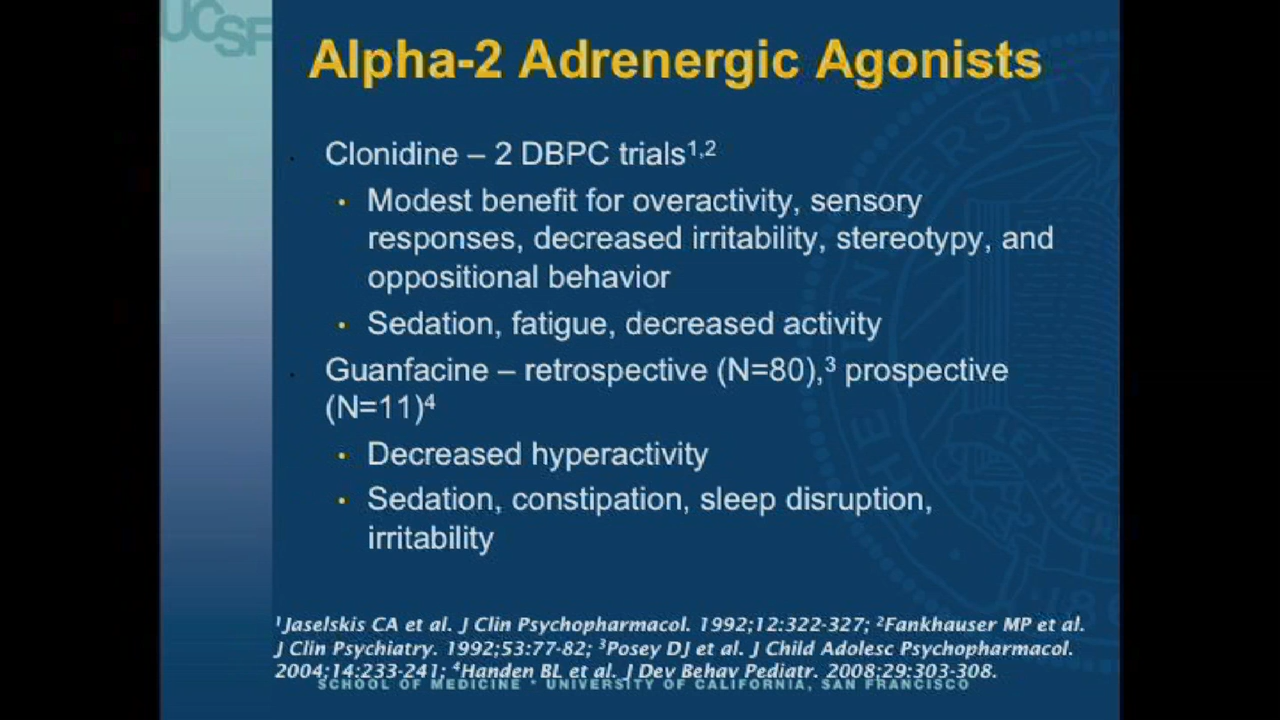 UCSF
Alpha-2 Adrenergic Agonists
Clonidine – 2 DBPC trials1,2
Modest benefit for overactivity, sensory
responses, decreased irritability, stereotypy, and
oppositional behavior
Sedation, fatigue, decreased activity
Guanfacine – retrospective (N=80),3 prospective
(N=11)4
Decreased hyperactivity
Sedation, constipation, sleep disruption,
irritability
1Jaselskis CA et al. J Clin Psychopharmacol. 1992;12:322-327; 2Fankhauser MP et al.
J Clin Psychiatry. 1992;53:77-82; 3Posey DJ et al. J Child Adolesc Psychopharmacol.
2004;14:233-241; 4Handen BL et al. J Dev Behav Pediatr. 2008;29:303-308.
SCHOOL OF MEDICINE • UNIVERSITY OF CALIFORNIA, SAN FRANCISCO